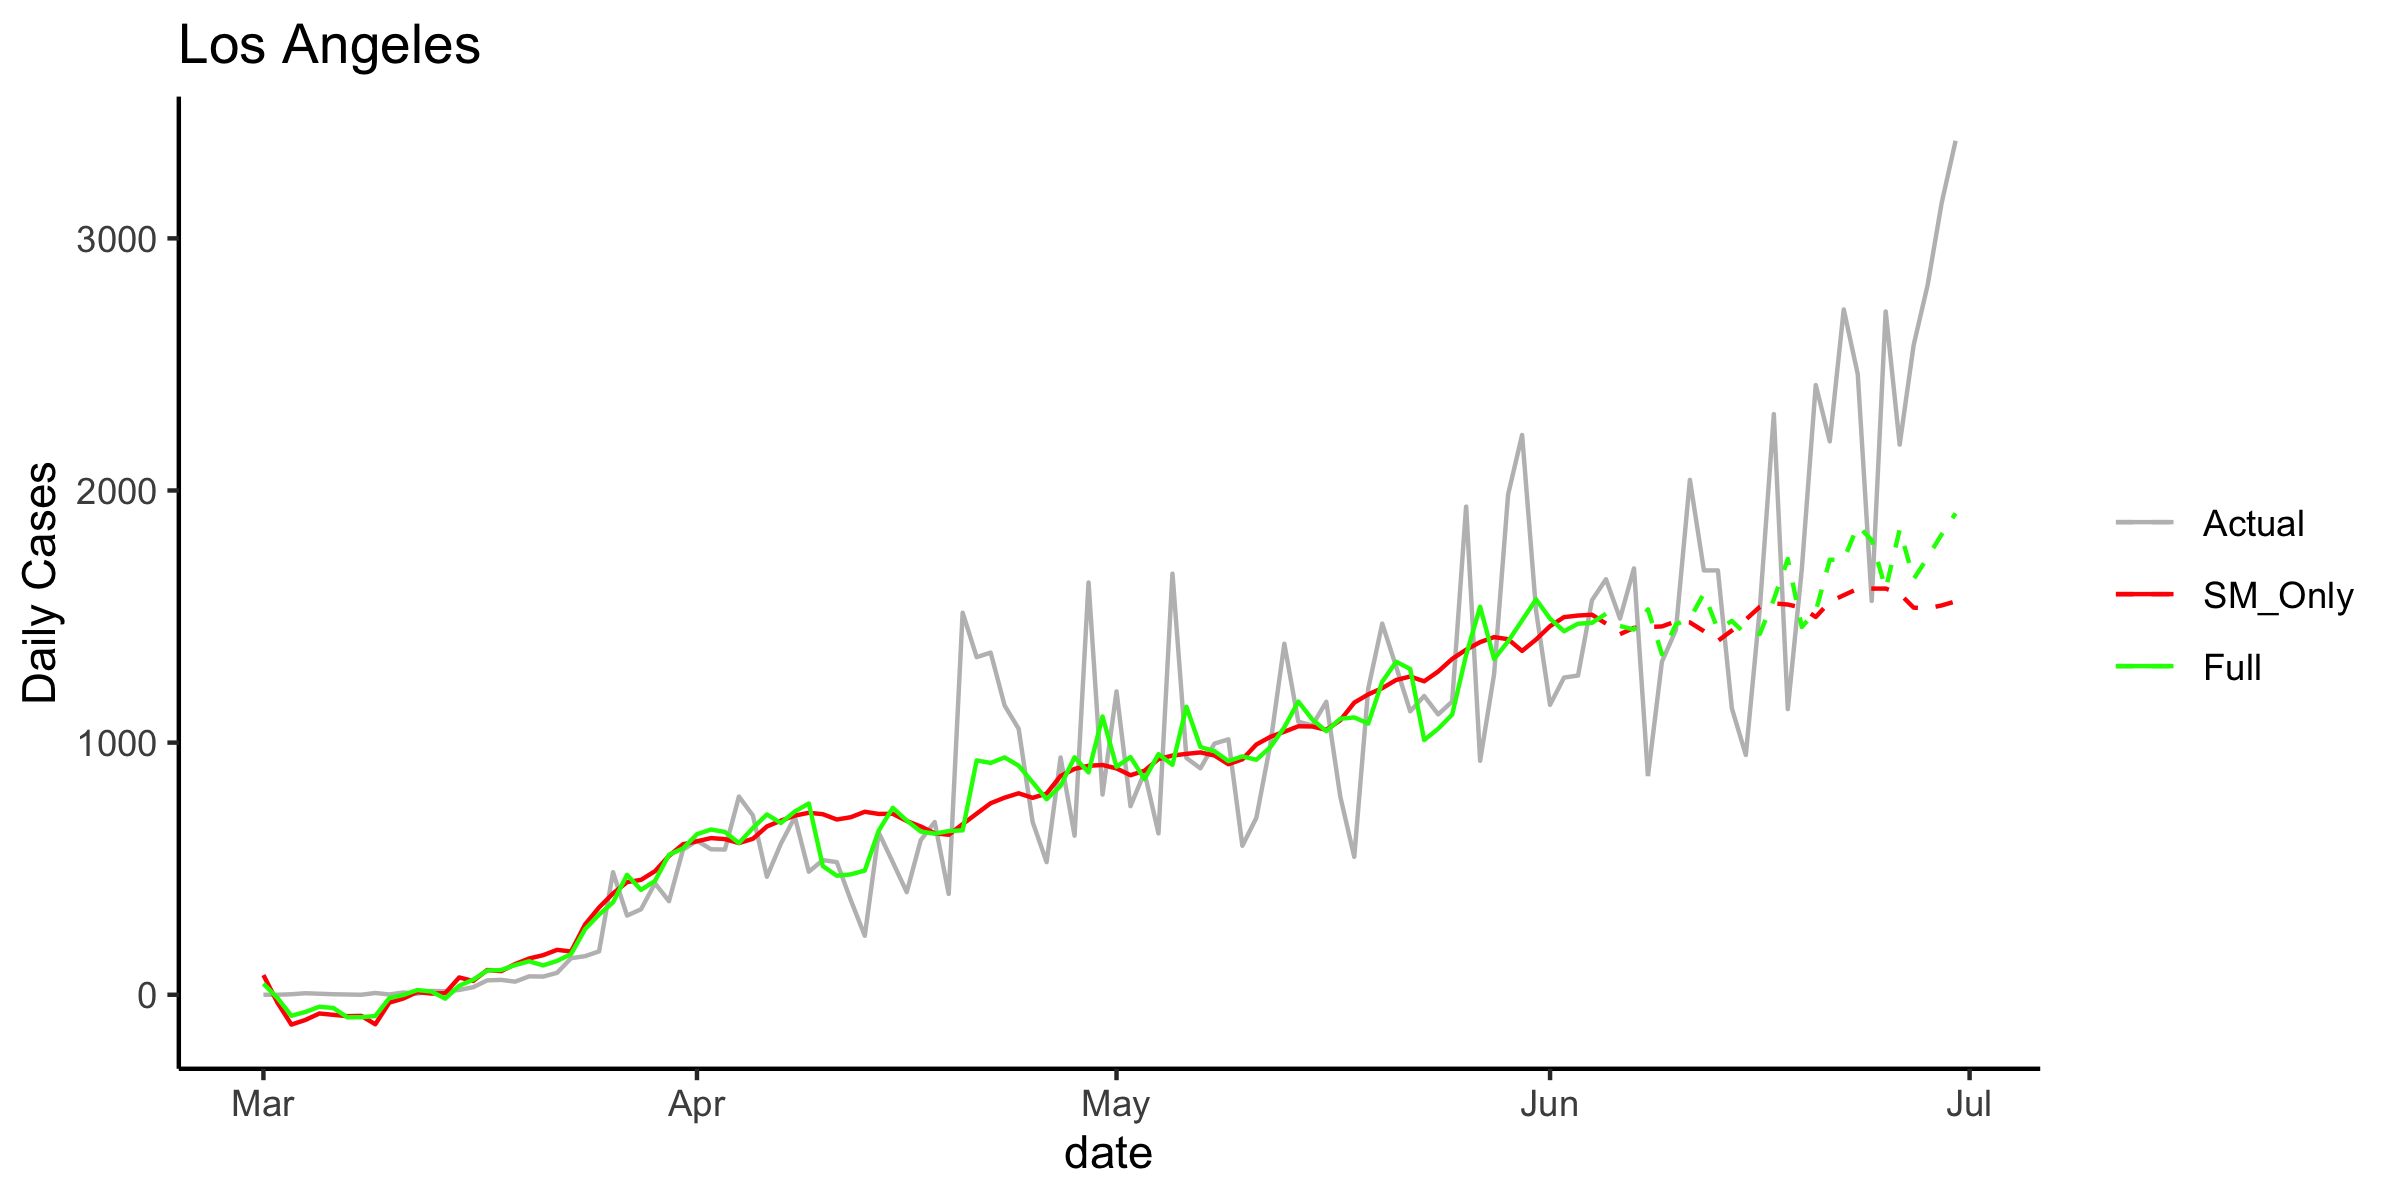 Los Angeles
Daily Cases
3000
2000
1000
0
Mar
Apr
May
Jun
Jul
date
Actual
SM_Only
Full